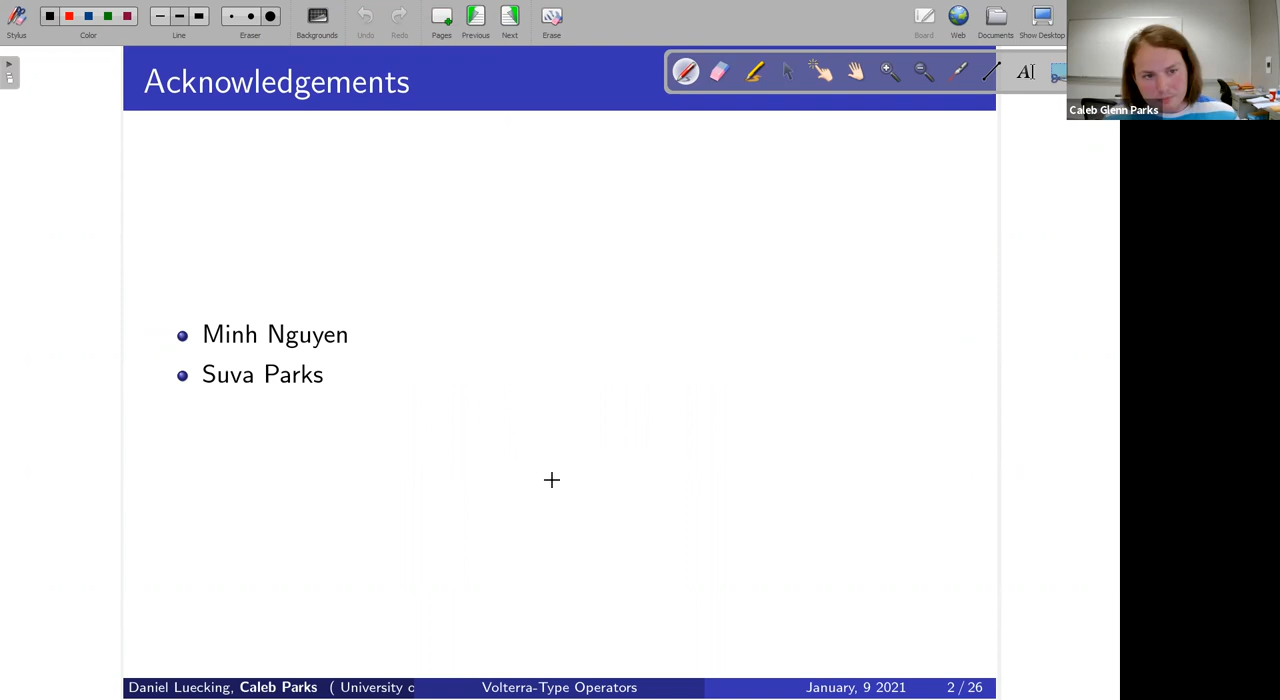 Stylus Color Line Eraser Backgrounds Undo Redo Pages Previous Next Erase Board Web Documents Show Desktop
Acknowledgements
Caleb Glenn Parks
Minh Nguyen
Suva Parks
Daniel Luecking, Caleb Parks ( University o Volterra-Type Operators January, 9 2021 2 / 26